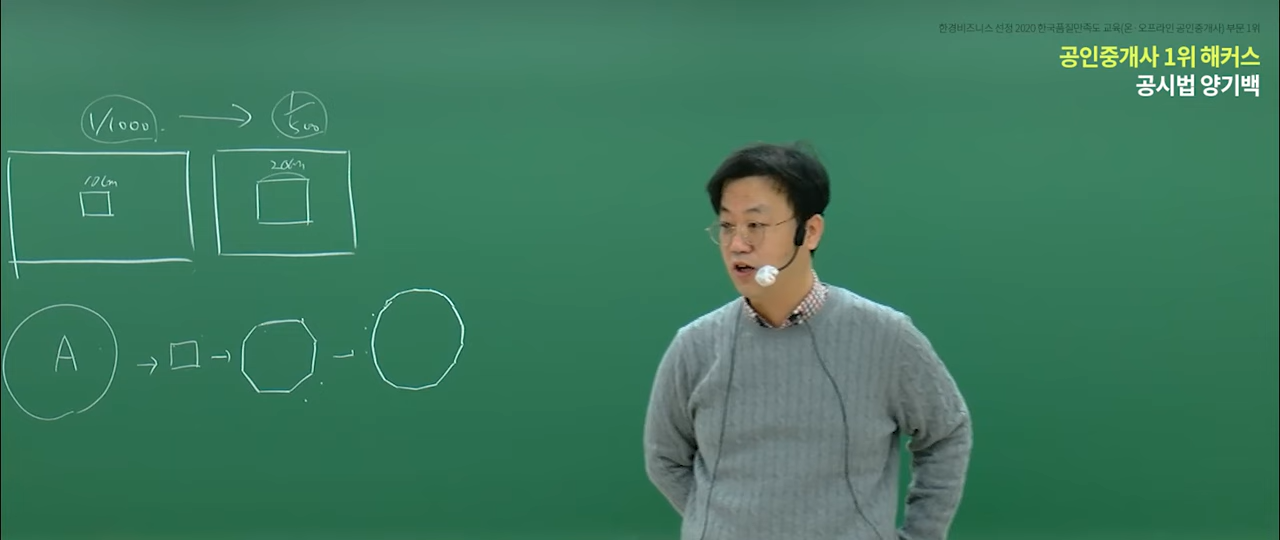 한경비즈니스 선정 2020 한국품질만족도 교육(온·오프라인 공인중개사) 부문 1위
공인중개사 1위 해커스
공시법 양기백
1/1000
1/500
10cm
20cm
A